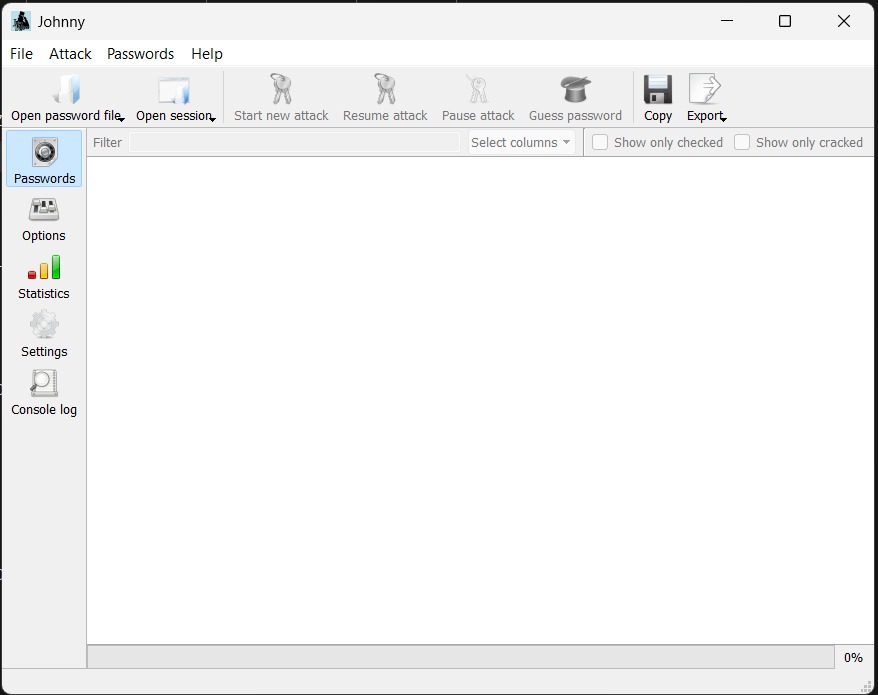 Johnny
File Attack Passwords Help
Open password file Open session Start new attack Resume attack Pause attack Guess password Copy Export
Passwords
Filter Select columns Show only checked Show only cracked
Options
Statistics
Settings
Console log
0%